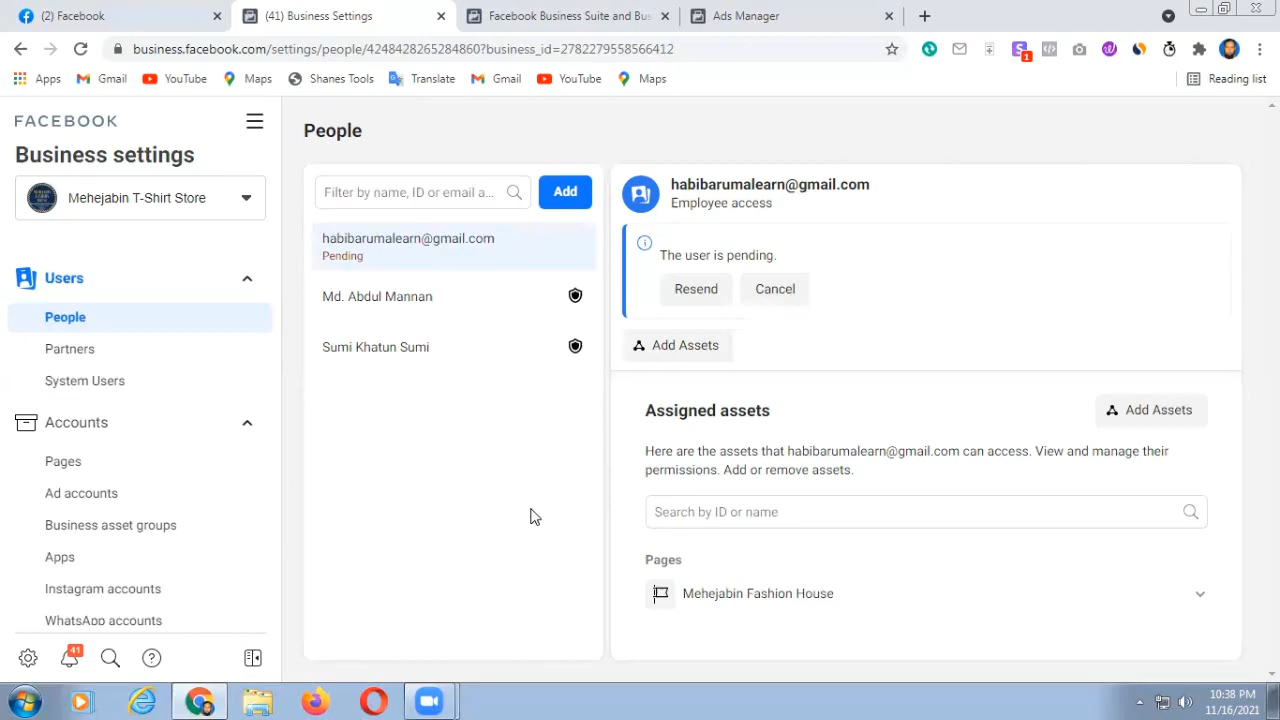 (2) Facebook
(41) Business Settings
Facebook Business Suite and Bus
Ads Manager
business.facebook.com/settings/people/4248428265284860?business_id=2782279558566412
1
Apps
Gmail
YouTube
Maps
Shanes Tools
Translate
Gmail
YouTube
Maps
Reading list
FACEBOOK
Business settings
Mehejabin T-Shirt Store
Users
People
Partners
System Users
Accounts
Pages
Ad accounts
Business asset groups
Apps
Instagram accounts
WhatsApp accounts
41
People
Filter by name, ID or email a...
Add
habibarumalearn@gmail.com
Pending
Md. Abdul Mannan
Sumi Khatun Sumi
habibarumalearn@gmail.com
Employee access
The user is pending.
Resend
Cancel
Add Assets
Assigned assets
Add Assets
Here are the assets that habibarumalearn@gmail.com can access. View and manage their
permissions. Add or remove assets.
Search by ID or name
Pages
Mehejabin Fashion House
10:38 PM
11/16/2021